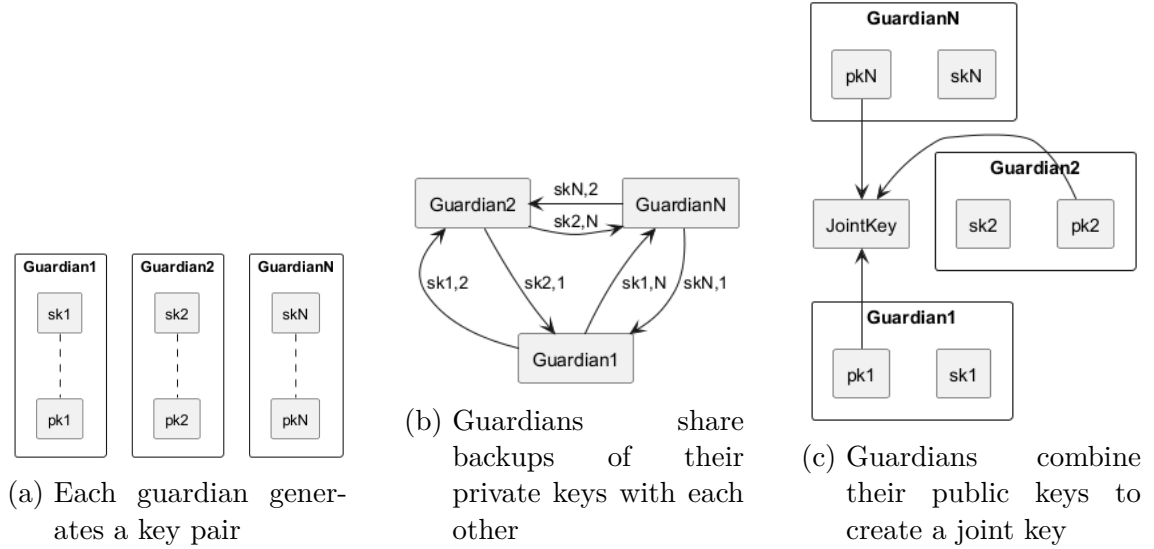 Guardian1 Guardian2 GuardianN
sk1 sk2 skN
pk1 pk2 pkN
(a) Each guardian gener-
ates a key pair
skN,2
Guardian2 GuardianN
sk2,N
sk1,2 sk2,1 sk1,N skN,1
Guardian1
(b) Guardians share
backups of their
private keys with each
other
GuardianN
pkN skN
Guardian2
JointKey sk2 pk2
Guardian1
pk1 sk1
(c) Guardians combine
their public keys to
create a joint key